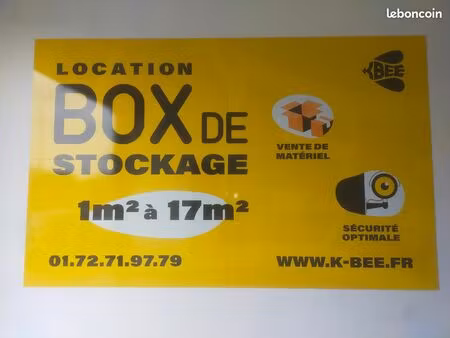 leboncoin
LOCATION
BOX DE
STOCKAGE
1m² à 17m²
01.72.71.97.79
K-BEE
VENTE DE
MATÉRIEL
SÉCURITÉ
OPTIMALE
WWW.K-BEE.FR